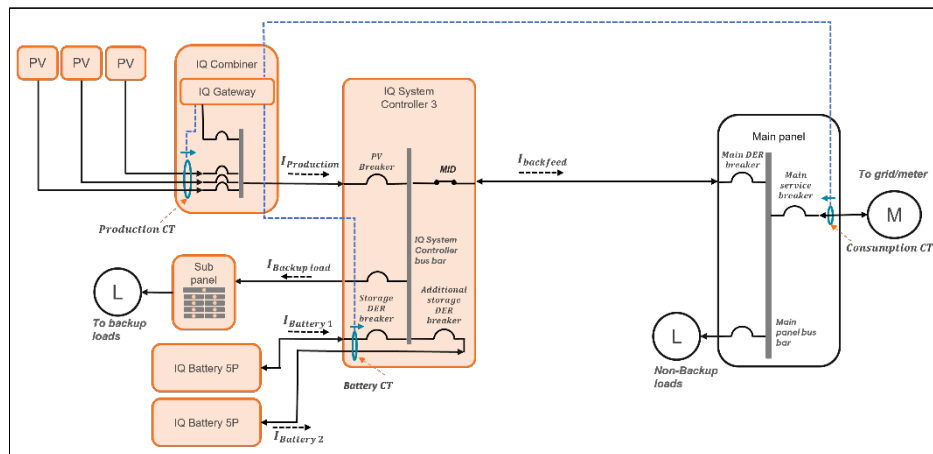 PV
PV
PV
IQ Combiner
IQ Gateway
Production CT
I_Production
IQ System
Controller 3
PV
Breaker
MID
I_backfeed
Main panel
Main DER
breaker
Main
service
breaker
To grid/meter
M
Consumption CT
IQ System
Controller
bus bar
I_Backup load
Sub
panel
L
To backup
loads
Storage
DER
breaker
Additional
storage
DER
breaker
I_Battery 1
Battery CT
IQ Battery 5P
IQ Battery 5P
I_Battery 2
L
Non-Backup
loads
Main
panel bus
bar